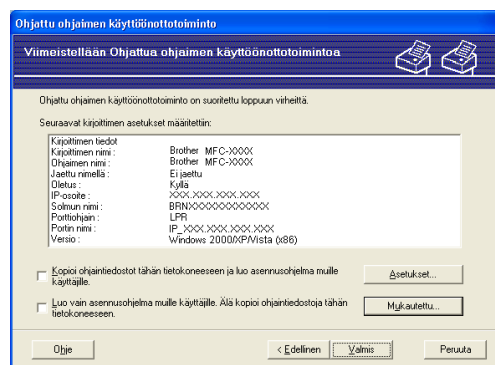 Ohjattu ohjaimen käyttöönottotoiminto
Viimeistellään Ohjattua ohjaimen käyttöönottotoimintoa
Ohjattu ohjaimen käyttöönottotoiminto on suoritettu loppuun virheittä.
Seuraavat kirjoittimen asetukset määritettiin:
Kirjoittimen tiedot
Kirjoittimen nimi : Brother MFC-XXXX
Ohjaimen nimi : Brother MFC-XXXX
Jaettu nimellä : Ei jaettu
Oletus : Kyllä
IP-osoite : XXX.XXX.XXX.XXX
Solmun nimi : BRNXXXXXXXXXXXX
Porttiohjain : LPR
Portin nimi : IP_XXX.XXX.XXX.XXX
Versio : Windows 2000/XP/Vista (x86)
Kopioi ohjaintiedostot tähän tietokoneeseen ja luo asennusohjelma muille
käyttäjille.
Asetukset...
Luo vain asennusohjelma muille käyttäjille. Älä kopioi ohjaintiedostoja tähän
tietokoneeseen.
Mukautettu...
Ohje
< Edellinen
Valmis
Peruuta